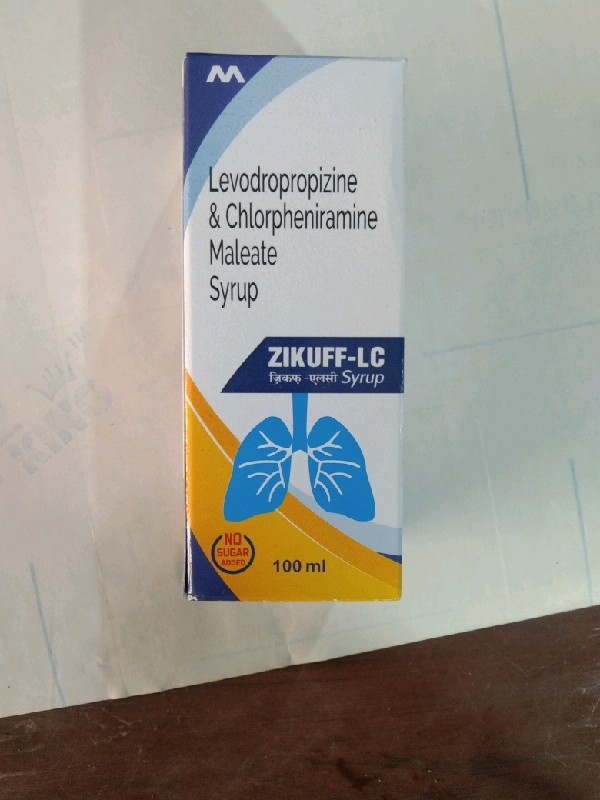 Levodropropizine
& Chlorpheniramine
Maleate
Syrup
ZIKUFF-LC
ज़िकफ-एलसी Syrup
NO
SUGAR
ADDED
100 ml